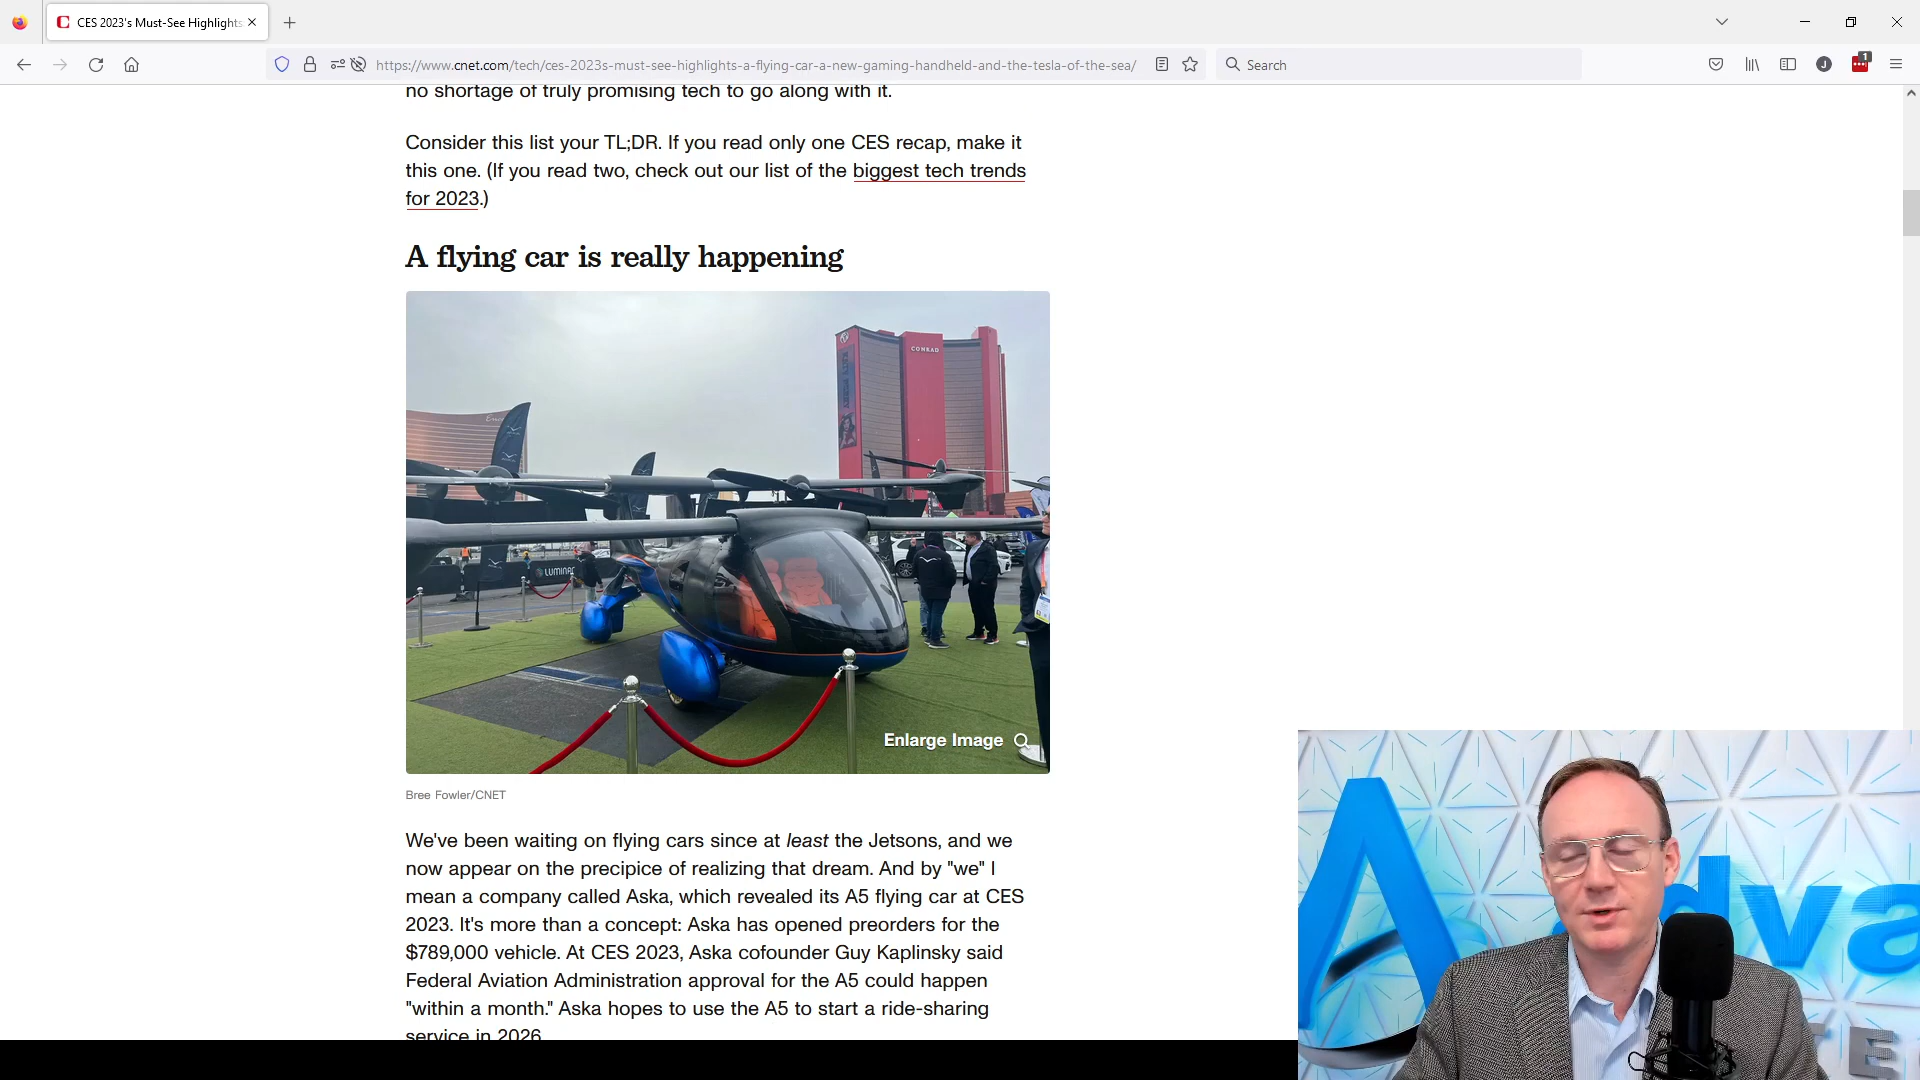 CES 2023's Must-See Highlights
https://www.cnet.com/tech/ces-2023s-must-see-highlights-a-flying-car-a-new-gaming-handheld-and-the-tesla-of-the-sea/
Search
J
1
no shortage of truly promising tech to go along with it.
Consider this list your TL;DR. If you read only one CES recap, make it
this one. (If you read two, check out our list of the biggest tech trends
for 2023.)
A flying car is really happening
CONRAD
LUMINAR
Enlarge Image
Bree Fowler/CNET
We've been waiting on flying cars since at least the Jetsons, and we
now appear on the precipice of realizing that dream. And by "we" I
mean a company called Aska, which revealed its A5 flying car at CES
2023. It's more than a concept: Aska has opened preorders for the
$789,000 vehicle. At CES 2023, Aska cofounder Guy Kaplinsky said
Federal Aviation Administration approval for the A5 could happen
"within a month." Aska hopes to use the A5 to start a ride-sharing
service in 2026.